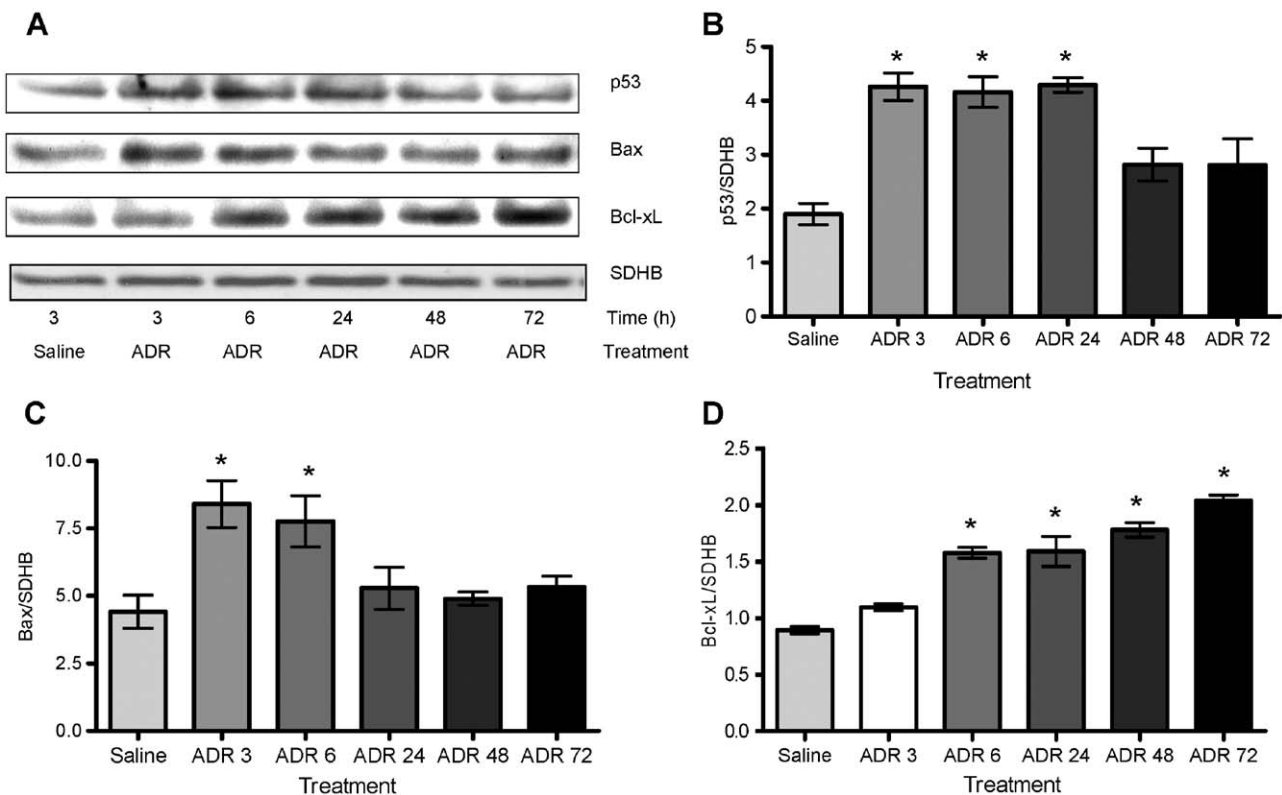 A
p53
Bax
Bcl-xL
SDHB
3 3 6 24 48 72 Time (h)
Saline ADR ADR ADR ADR ADR Treatment
B
p53/SDHB
5
4
3
2
1
0
* * *
Saline ADR 3 ADR 6 ADR 24 ADR 48 ADR 72
Treatment
C
Bax/SDHB
10.0
7.5
5.0
2.5
0.0
* *
Saline ADR 3 ADR 6 ADR 24 ADR 48 ADR 72
Treatment
D
Bcl-xL/SDHB
2.5
2.0
1.5
1.0
0.5
0.0
* * * *
Saline ADR 3 ADR 6 ADR 24 ADR 48 ADR 72
Treatment